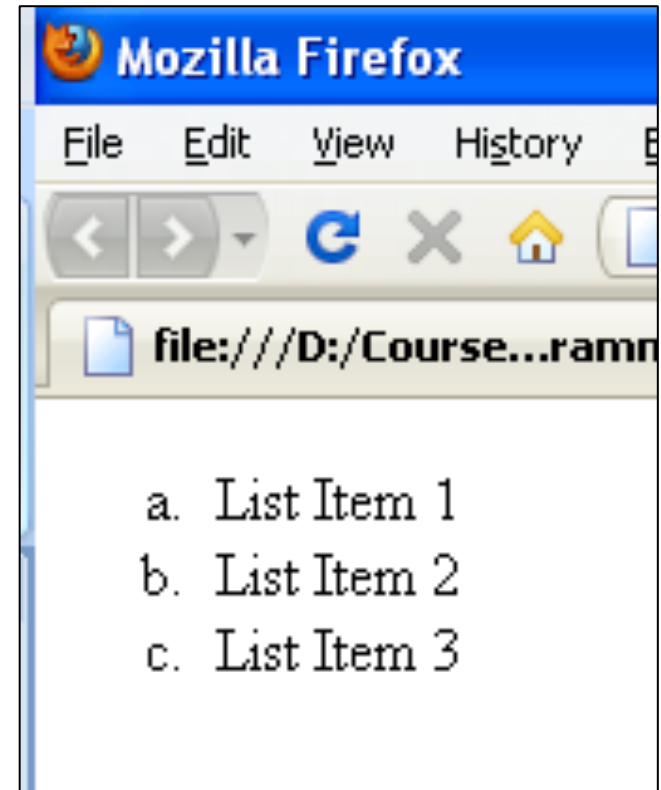 Mozilla Firefox
File Edit View History
file:///D:/Course...ramn
a. List Item 1
b. List Item 2
c. List Item 3